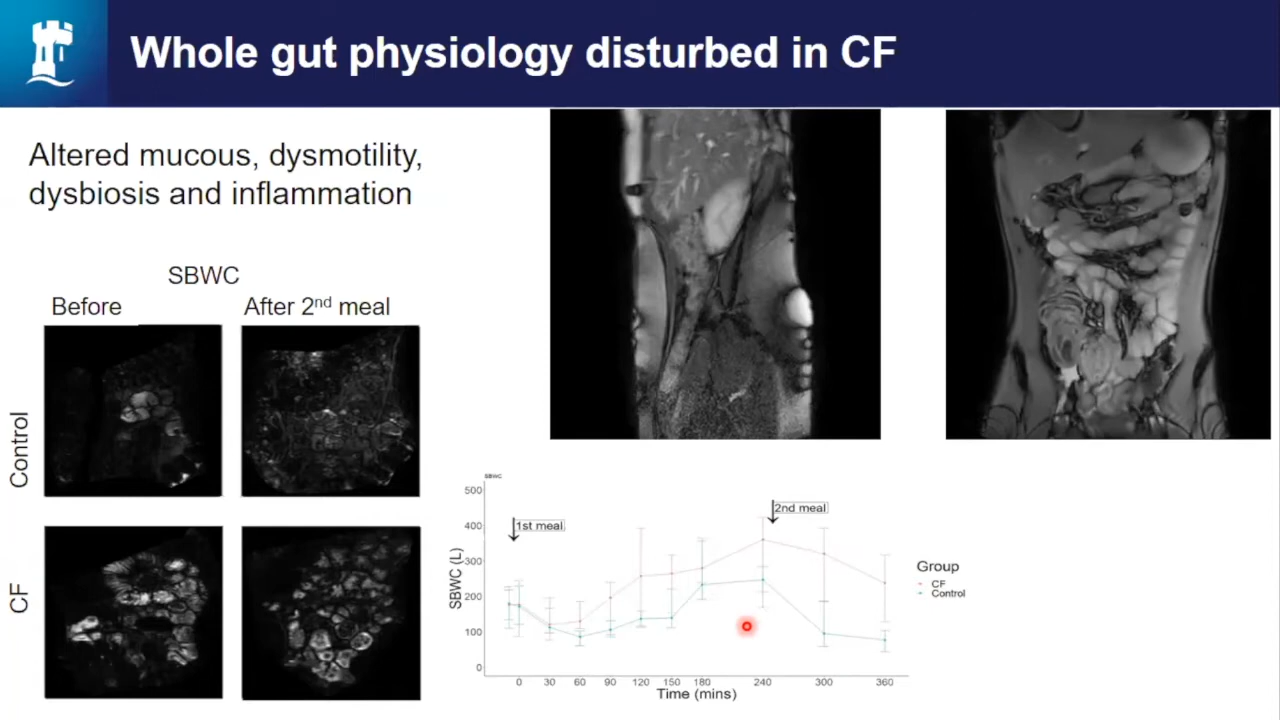 Whole gut physiology disturbed in CF
Altered mucous, dysmotility,
dysbiosis and inflammation
SBWC
Before
After 2nd meal
Control
CF
SBWC
500
400
300
200
100
0
SBWC (L)
1st meal
2nd meal
0 30 60 90 120 150 180 240 300 360
Time (mins)
Group
CF
Control